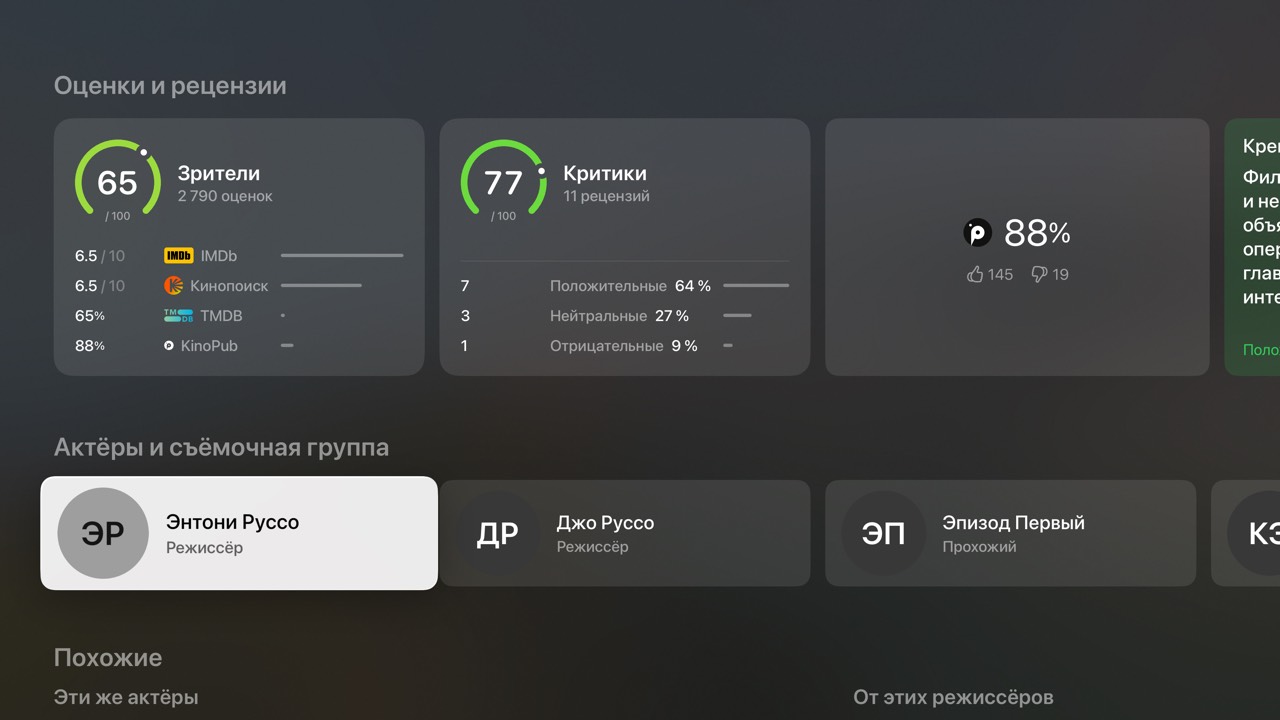 Оценки и рецензии
65
/ 100
Зрители
2 790 оценок
6.5 / 10 IMDb IMDb
6.5 / 10 Кинопоиск
65% TMDB TMDB
88% KinoPub
77
/ 100
Критики
11 рецензий
7 Положительные 64 %
3 Нейтральные 27 %
1 Отрицательные 9 %
88%
145 19
Актёры и съёмочная группа
ЭР
Энтони Руссо
Режиссёр
ДР
Джо Руссо
Режиссёр
ЭП
Эпизод Первый
Прохожий
Похожие
Эти же актёры
От этих режиссёров